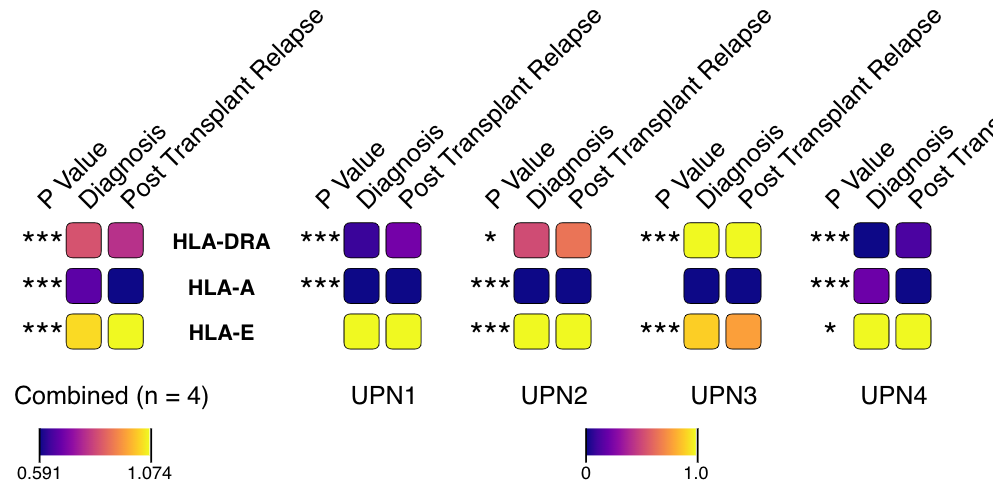 P Value Diagnosis Post Transplant Relapse P Value Diagnosis Post Transplant Relapse P Value Diagnosis Post Transplant Relapse P Value Diagnosis Post Transplant Relapse P Value Diagnosis Post Trans
*** HLA-DRA *** * *** ***
*** HLA-A *** *** ***
*** HLA-E *** *** *
Combined (n = 4) UPN1 UPN2 UPN3 UPN4
0.591 1.074 0 1.0